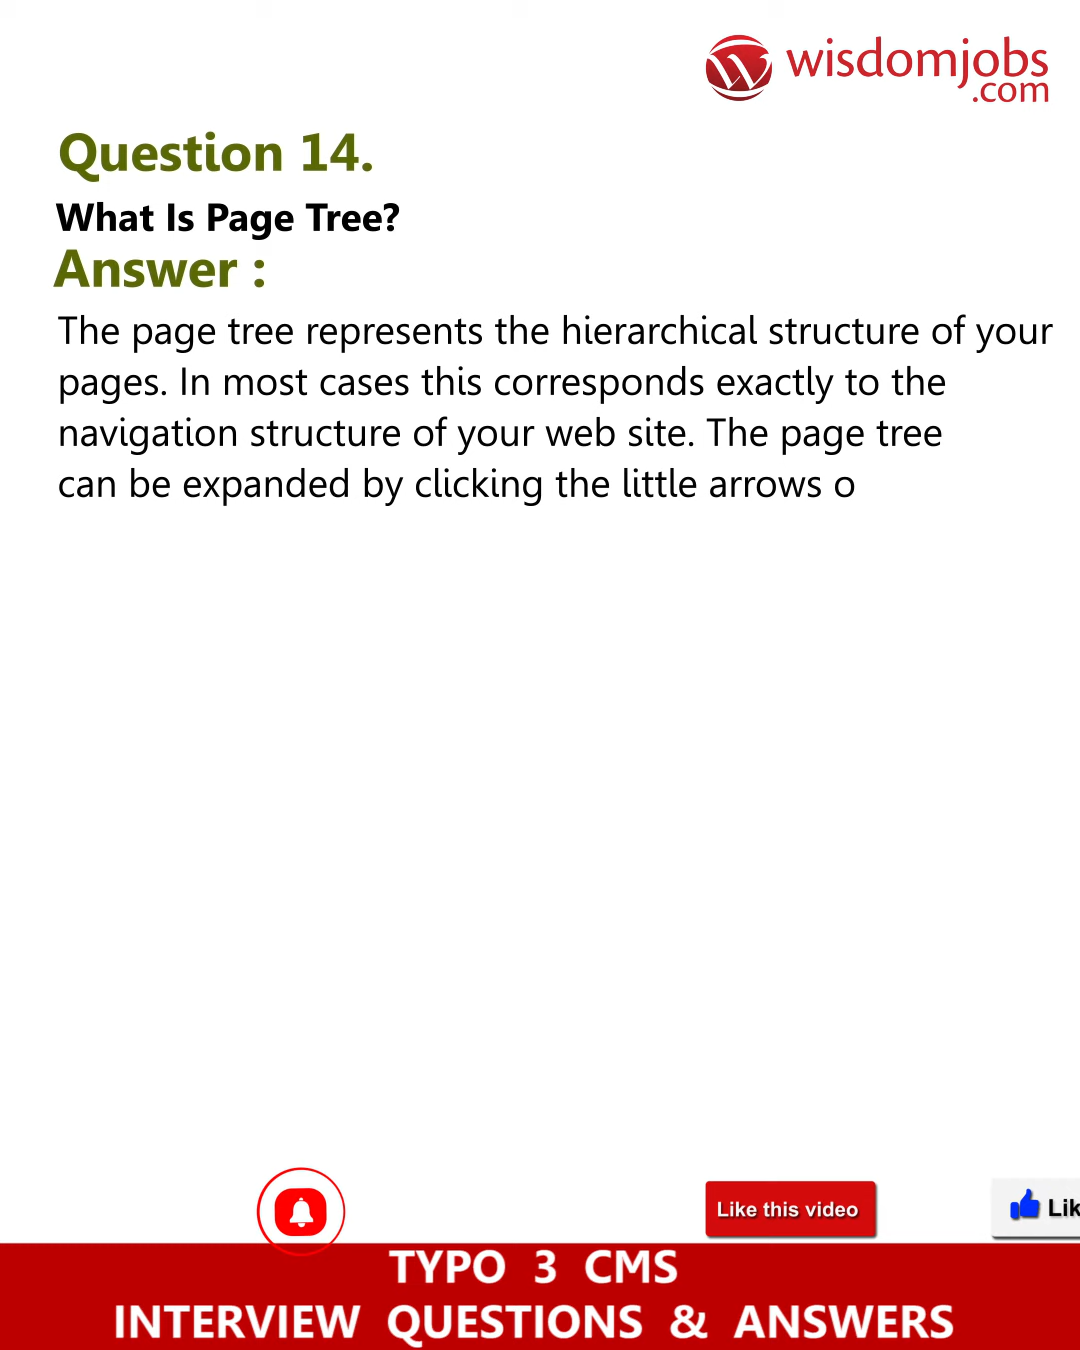 wisdomjobs
.com
Question 14.
What Is Page Tree?
Answer :
The page tree represents the hierarchical structure of your
pages. In most cases this corresponds exactly to the
navigation structure of your web site. The page tree
can be expanded by clicking the little arrows o
Like this video
Lik
TYPO 3 CMS
INTERVIEW QUESTIONS & ANSWERS